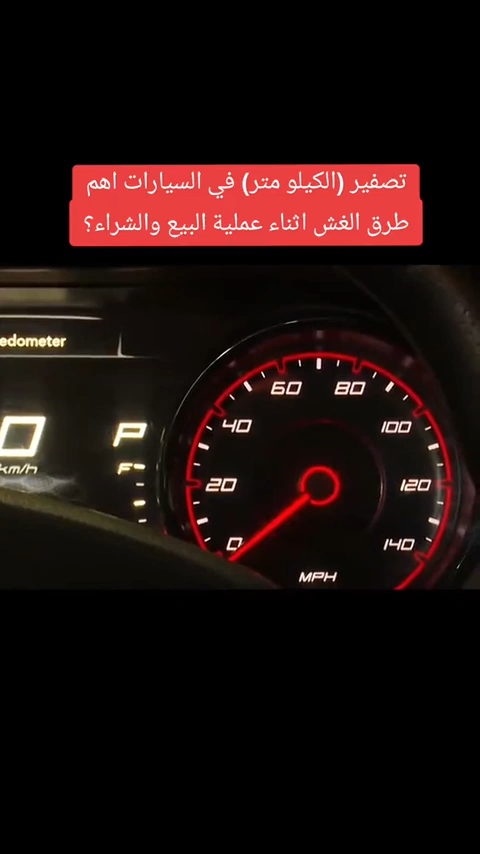 تصفير (الكيلو متر) في السيارات اهم
طرق الغش اثناء عملية البيع والشراء؟
edometer
60 80
40 100
0 P
km/h
F
20 120
0 140
MPH